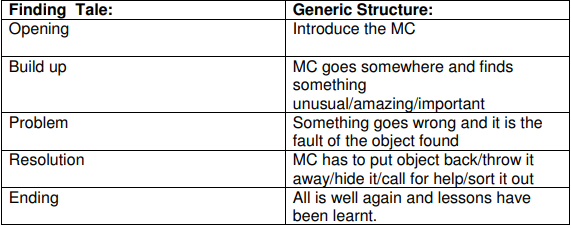 Finding Tale: Generic Structure:
Opening Introduce the MC
Build up MC goes somewhere and finds
something
unusual/amazing/important
Problem Something goes wrong and it is the
fault of the object found
Resolution MC has to put object back/throw it
away/hide it/call for help/sort it out
Ending All is well again and lessons have
been learnt.